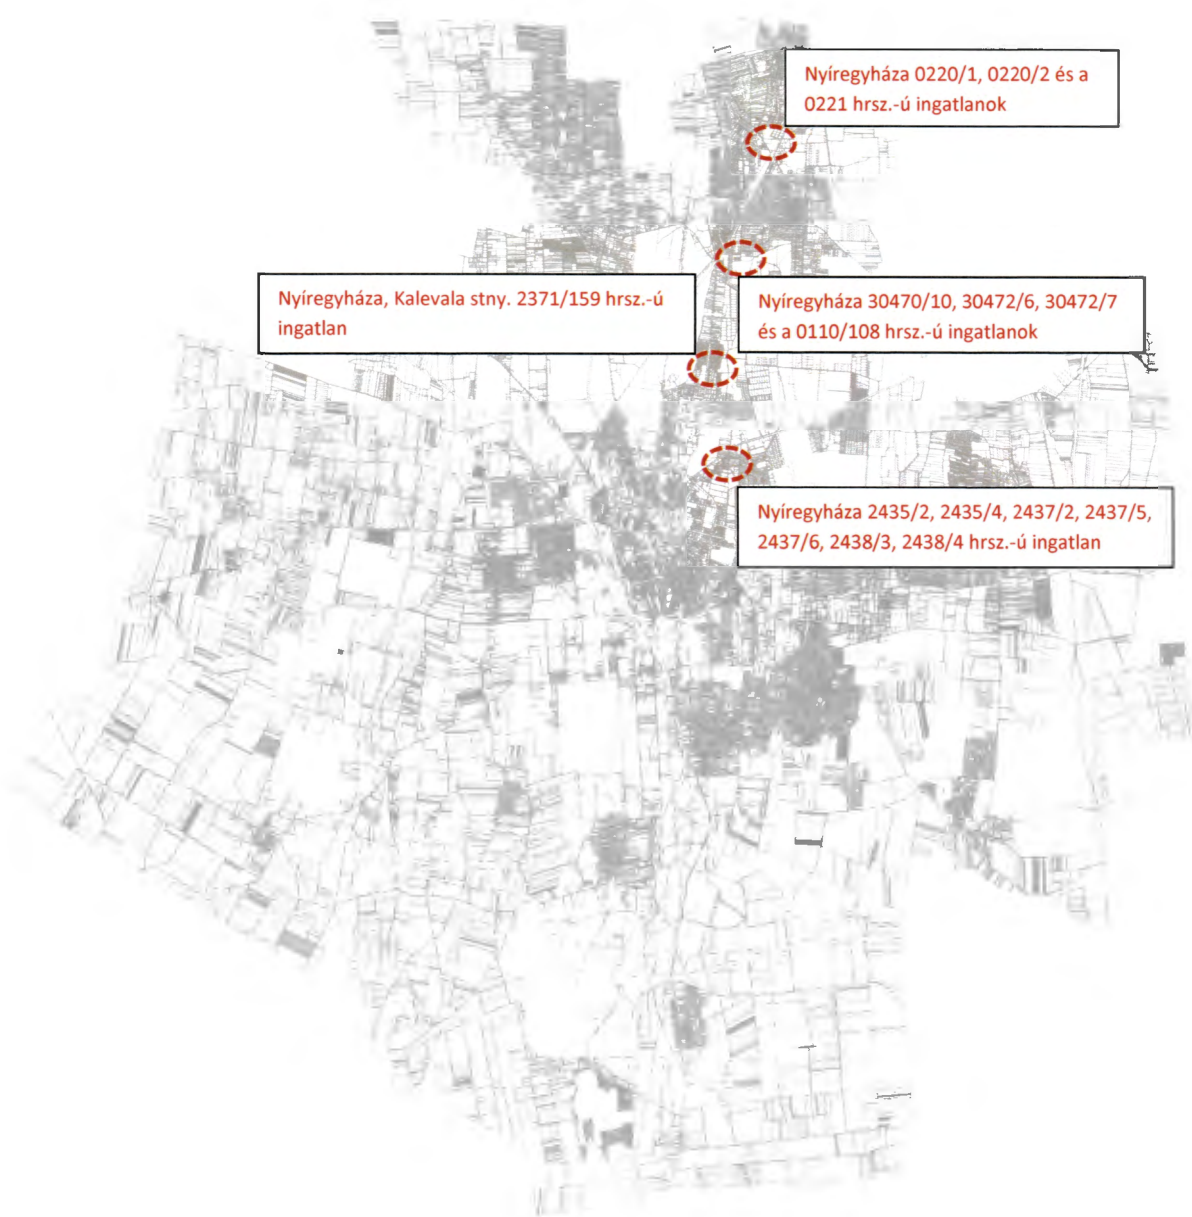 Nyíregyháza 0220/1, 0220/2 és a
0221 hrsz.-ú ingatlanok
Nyíregyháza, Kalevala stny. 2371/159 hrsz.-ú
ingatlan
Nyíregyháza 30470/10, 30472/6, 30472/7
és a 0110/108 hrsz.-ú ingatlanok
Nyíregyháza 2435/2, 2435/4, 2437/2, 2437/5,
2437/6, 2438/3, 2438/4 hrsz.-ú ingatlan